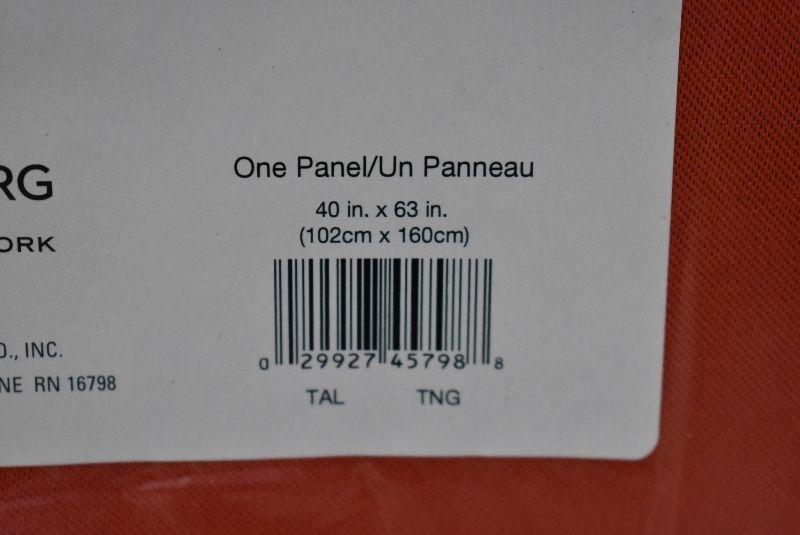 RG
ORK
O., INC.
NE RN 16798
One Panel/Un Panneau
40 in. x 63 in.
(102cm x 160cm)
0 29927 45798 8
TAL TNG